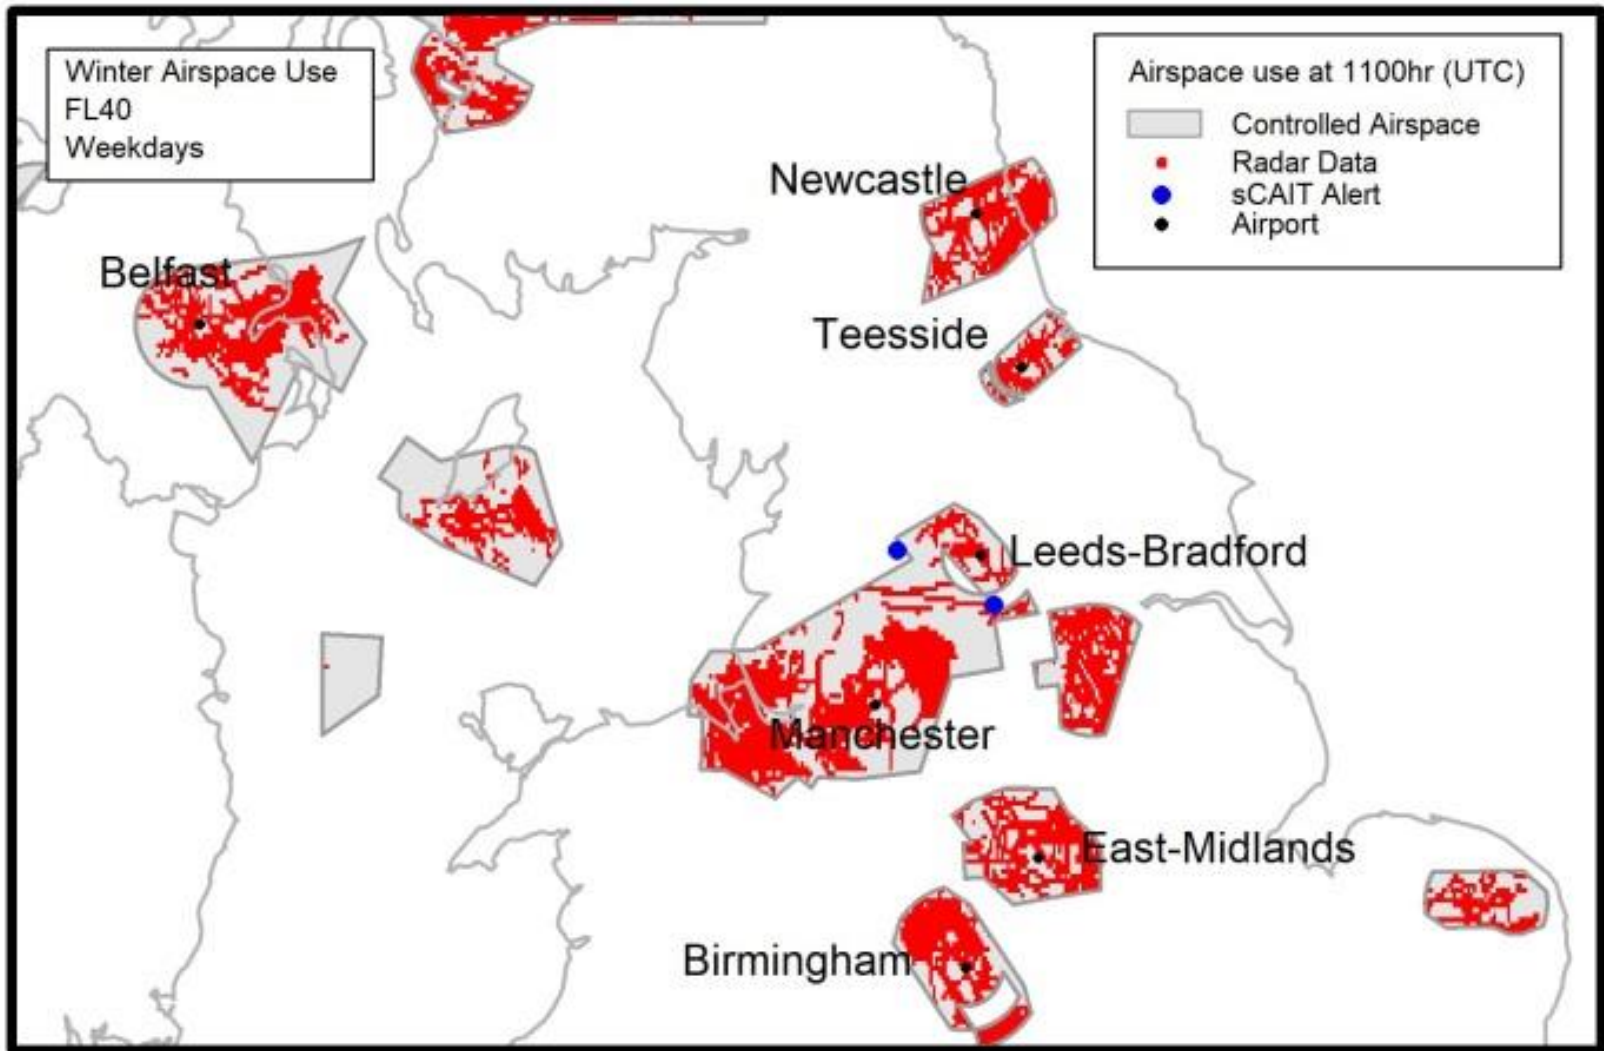 Winter Airspace Use
FL40
Weekdays
Airspace use at 1100hr (UTC)
Controlled Airspace
Radar Data
sCAIT Alert
Airport
Newcastle
Belfast
Teesside
Leeds-Bradford
Manchester
East-Midlands
Birmingham